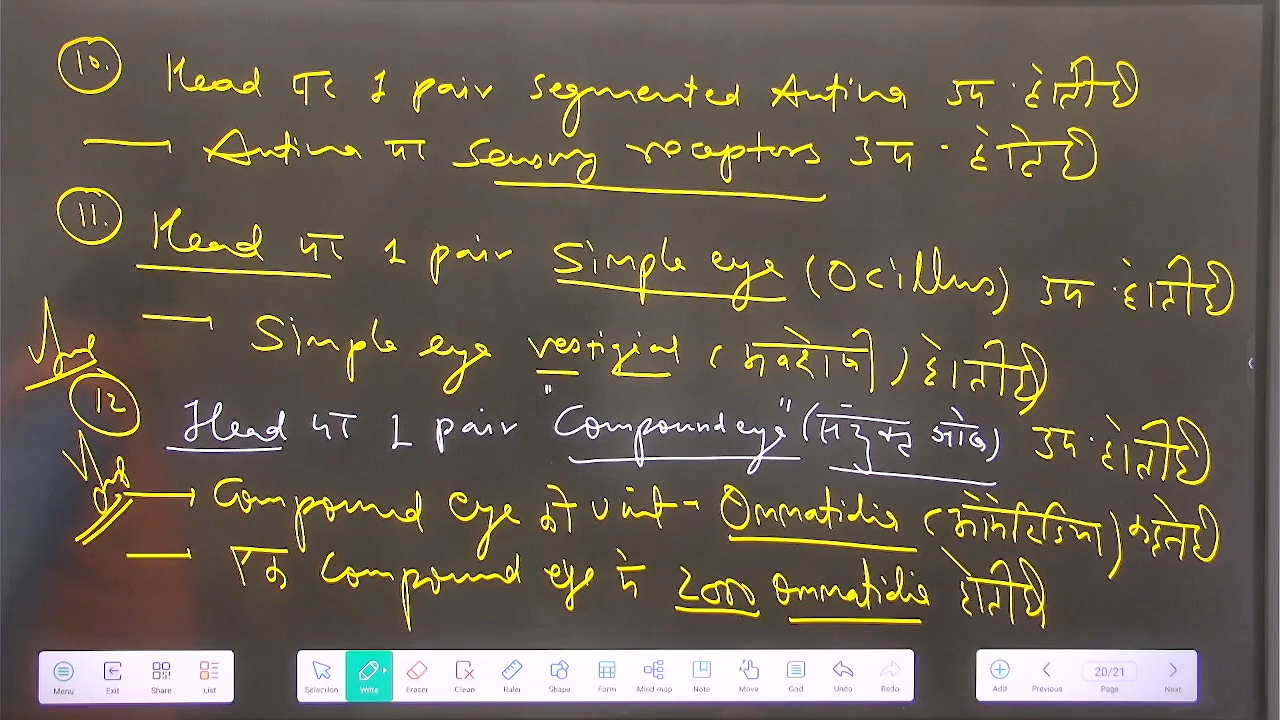 10. Head पर 1 pair segmented Antina उप. होती है
— Antina पर sensory receptors उप. होते है
11. Head पर 1 pair Simple eye (Ocillus) उप. होती है
— Simple eye vestigial (अवशेषी) होती है
12 Head पर 1 pair "Compound eye" (संयुक्त आँख) उप. होती है
→ Compound eye की unit - Ommatidia (ओमेटिडिया) कहते है
— एक compound eye में 2000 ommatidia होती है
Menu Exit Share List Selection Write Eraser Clean Ruler Shape Form Mind map Note Move Grid Undo Redo Add Previous 20/21 Page Next